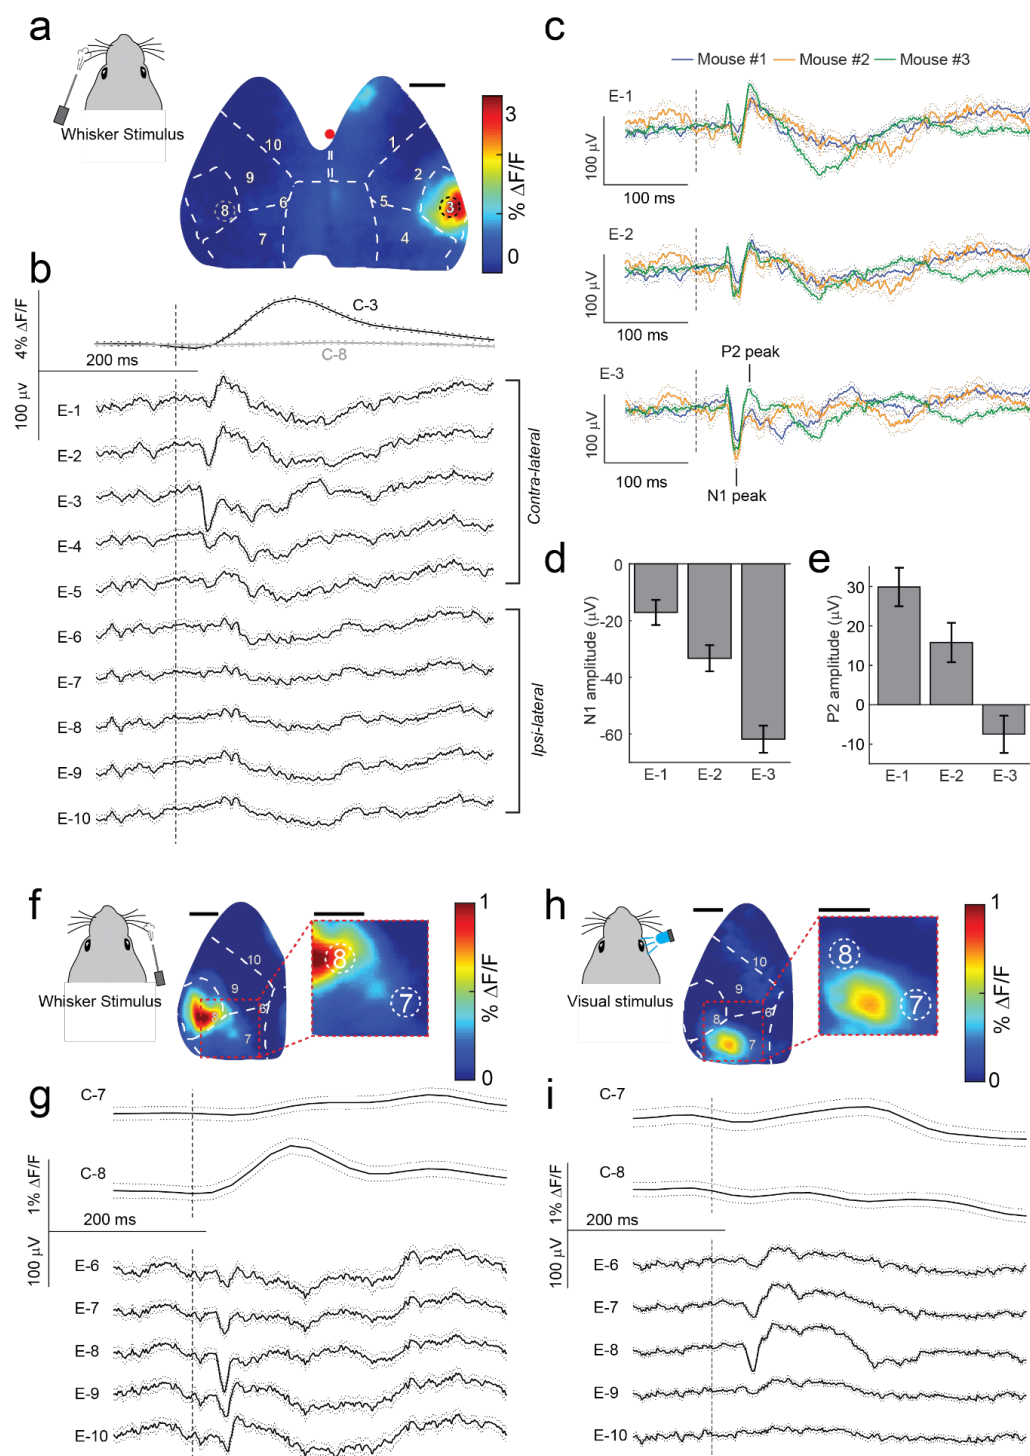 a
Whisker Stimulus
10
9
8
6
7
1
2
3
5
4
3
% ΔF/F
0
b
4% ΔF/F
C-3
C-8
200 ms
100 μv
E-1
E-2
E-3
E-4
E-5
Contra-lateral
E-6
E-7
E-8
E-9
E-10
Ipsi-lateral
c
Mouse #1 Mouse #2 Mouse #3
E-1
100 μV
100 ms
E-2
100 μV
100 ms
P2 peak
E-3
100 μV
100 ms
N1 peak
d
N1 amplitude (μV)
0
-20
-40
-60
E-1 E-2 E-3
e
P2 amplitude (μV)
30
20
10
0
-10
E-1 E-2 E-3
f
Whisker Stimulus
10
9
8
6
7
8
7
1
% ΔF/F
0
g
C-7
C-8
1% ΔF/F
200 ms
100 μV
E-6
E-7
E-8
E-9
E-10
h
Visual stimulus
10
9
8
6
7
8
7
1
% ΔF/F
0
i
C-7
C-8
1% ΔF/F
200 ms
100 μV
E-6
E-7
E-8
E-9
E-10